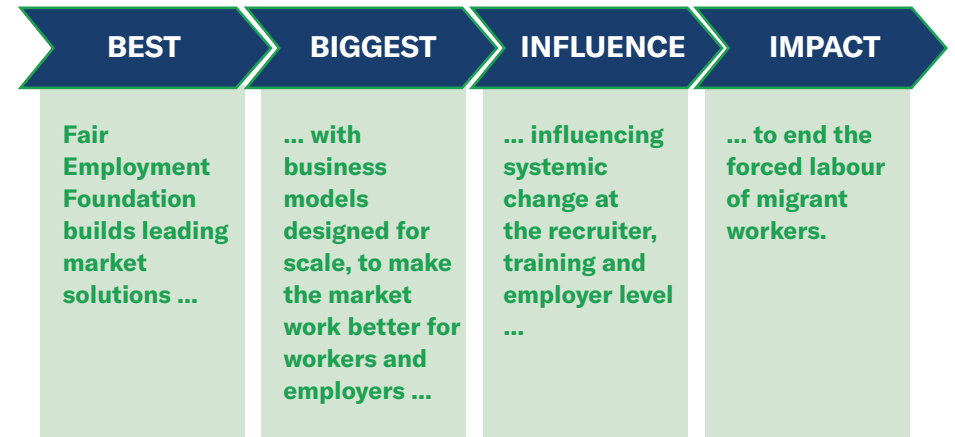 BEST
Fair
Employment
Foundation
builds leading
market
solutions ...
BIGGEST
... with
business
models
designed for
scale, to make
the market
work better for
workers and
employers ...
INFLUENCE
... influencing
systemic
change at
the recruiter,
training and
employer level
...
IMPACT
... to end the
forced labour
of migrant
workers.